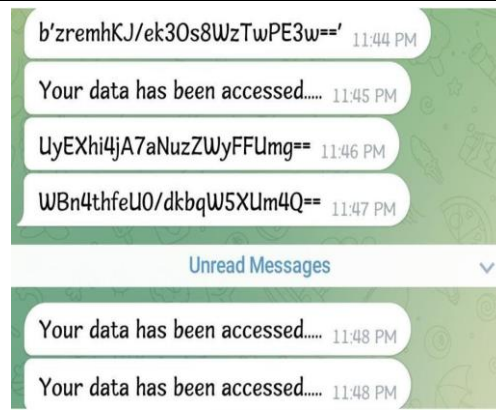 b'zremhKJ/ek3Os8WzTwPE3w==' 11:44 PM
Your data has been accessed..... 11:45 PM
UyEXhi4jA7aNuzZWyFFUmg== 11:46 PM
WBn4thfeU0/dkbqW5XUm4Q== 11:47 PM
Unread Messages
Your data has been accessed..... 11:48 PM
Your data has been accessed..... 11:48 PM